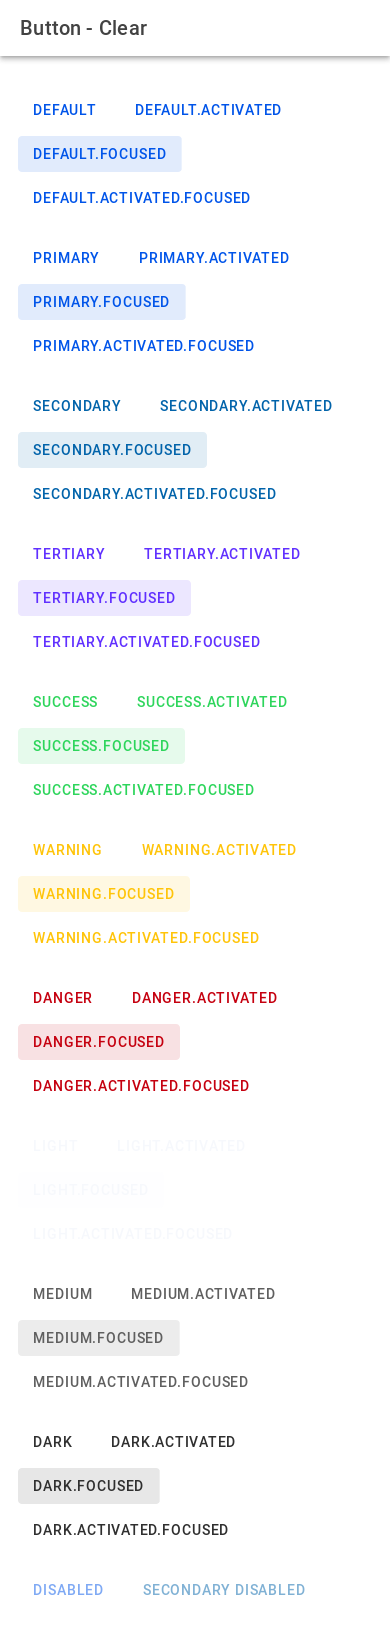 Button - Clear
DEFAULT DEFAULT.ACTIVATED
DEFAULT.FOCUSED
DEFAULT.ACTIVATED.FOCUSED
PRIMARY PRIMARY.ACTIVATED
PRIMARY.FOCUSED
PRIMARY.ACTIVATED.FOCUSED
SECONDARY SECONDARY.ACTIVATED
SECONDARY.FOCUSED
SECONDARY.ACTIVATED.FOCUSED
TERTIARY TERTIARY.ACTIVATED
TERTIARY.FOCUSED
TERTIARY.ACTIVATED.FOCUSED
SUCCESS SUCCESS.ACTIVATED
SUCCESS.FOCUSED
SUCCESS.ACTIVATED.FOCUSED
WARNING WARNING.ACTIVATED
WARNING.FOCUSED
WARNING.ACTIVATED.FOCUSED
DANGER DANGER.ACTIVATED
DANGER.FOCUSED
DANGER.ACTIVATED.FOCUSED
LIGHT LIGHT.ACTIVATED
LIGHT.FOCUSED
LIGHT.ACTIVATED.FOCUSED
MEDIUM MEDIUM.ACTIVATED
MEDIUM.FOCUSED
MEDIUM.ACTIVATED.FOCUSED
DARK DARK.ACTIVATED
DARK.FOCUSED
DARK.ACTIVATED.FOCUSED
DISABLED SECONDARY DISABLED